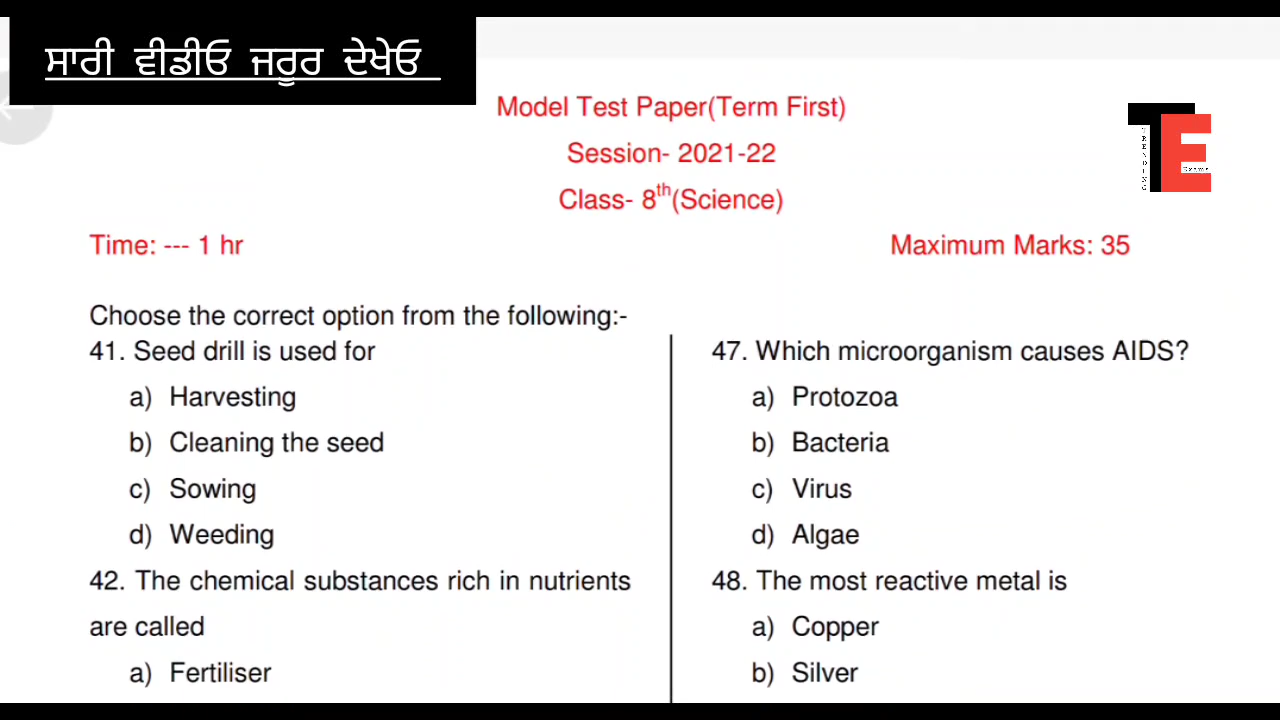 ਸਾਰੀ ਵੀਡੀਓ ਜਰੂਰ ਦੇਖੇਓ
Model Test Paper(Term First)
Session- 2021-22
Class- 8th(Science)
Time: --- 1 hr
Maximum Marks: 35
TE
TRENDING
Exams
Choose the correct option from the following:-
41. Seed drill is used for
a) Harvesting
b) Cleaning the seed
c) Sowing
d) Weeding
42. The chemical substances rich in nutrients
are called
a) Fertiliser
47. Which microorganism causes AIDS?
a) Protozoa
b) Bacteria
c) Virus
d) Algae
48. The most reactive metal is
a) Copper
b) Silver